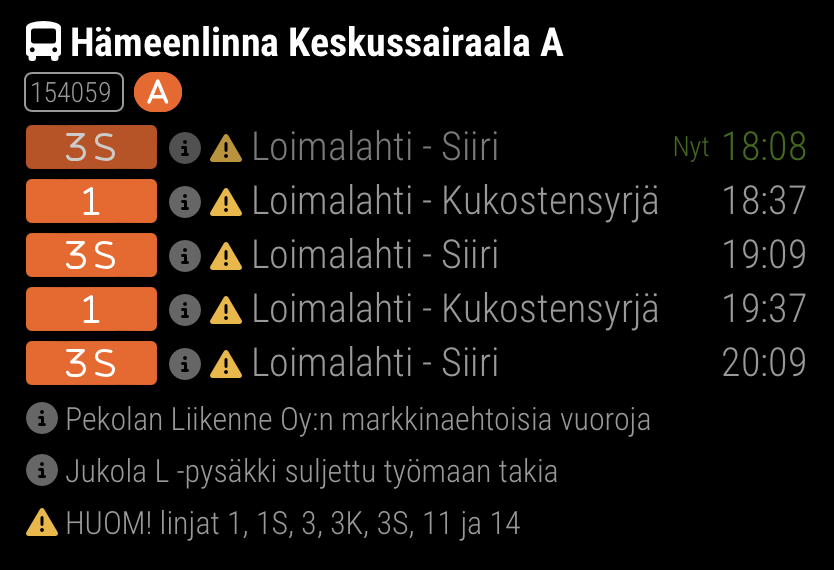 Hämeenlinna Keskussairaala A
154059 A
3S Loimalahti - Siiri Nyt 18:08
1 Loimalahti - Kukostensyrjä 18:37
3S Loimalahti - Siiri 19:09
1 Loimalahti - Kukostensyrjä 19:37
3S Loimalahti - Siiri 20:09
Pekolan Liikenne Oy:n markkinaehtoisia vuoroja
Jukola L -pysäkki suljettu työmaan takia
HUOM! linjat 1, 1S, 3, 3K, 3S, 11 ja 14